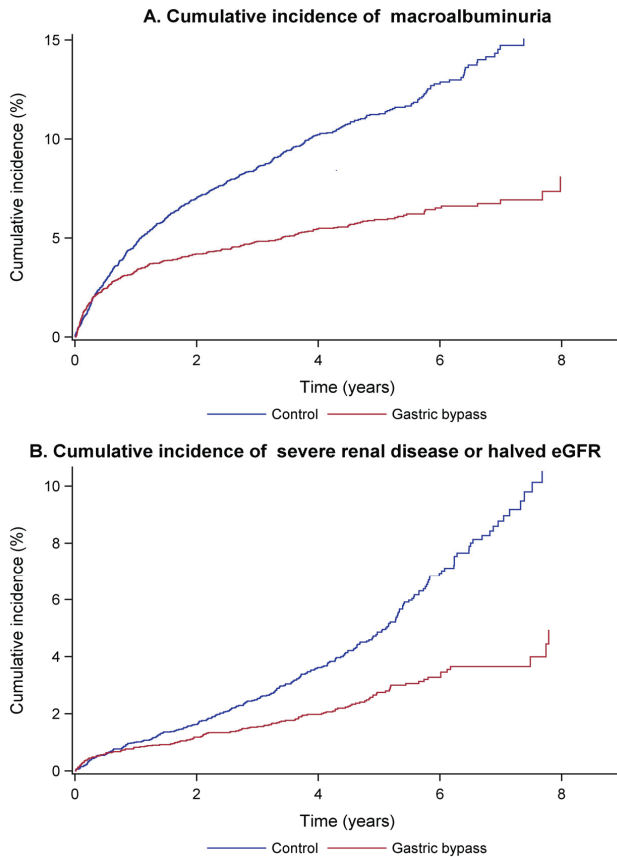 A. Cumulative incidence of macroalbuminuria
Cumulative incidence (%)
15
10
5
0
0 2 4 6 8
Time (years)
Control Gastric bypass
B. Cumulative incidence of severe renal disease or halved eGFR
Cumulative incidence (%)
10
8
6
4
2
0
0 2 4 6 8
Time (years)
Control Gastric bypass